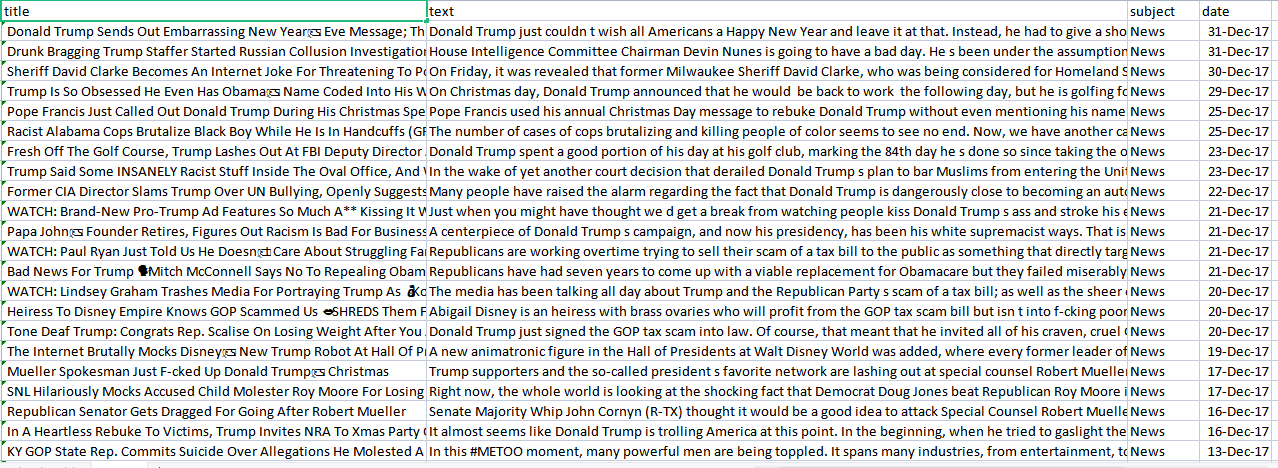 title text subject date
Donald Trump Sends Out Embarrassing New Year Eve Message; Th Donald Trump just couldn t wish all Americans a Happy New Year and leave it at that. Instead, he had to give a sho News 31-Dec-17
Drunk Bragging Trump Staffer Started Russian Collusion Investigation House Intelligence Committee Chairman Devin Nunes is going to have a bad day. He s been under the assumption News 31-Dec-17
Sheriff David Clarke Becomes An Internet Joke For Threatening To Po On Friday, it was revealed that former Milwaukee Sheriff David Clarke, who was being considered for Homeland S News 30-Dec-17
Trump Is So Obsessed He Even Has Obama Name Coded Into His W On Christmas day, Donald Trump announced that he would be back to work the following day, but he is golfing fo News 29-Dec-17
Pope Francis Just Called Out Donald Trump During His Christmas Spe Pope Francis used his annual Christmas Day message to rebuke Donald Trump without even mentioning his name News 25-Dec-17
Racist Alabama Cops Brutalize Black Boy While He Is In Handcuffs (GR The number of cases of cops brutalizing and killing people of color seems to see no end. Now, we have another ca News 25-Dec-17
Fresh Off The Golf Course, Trump Lashes Out At FBI Deputy Director Donald Trump spent a good portion of his day at his golf club, marking the 84th day he s done so since taking the o News 23-Dec-17
Trump Said Some INSANELY Racist Stuff Inside The Oval Office, And W In the wake of yet another court decision that derailed Donald Trump s plan to bar Muslims from entering the Unit News 23-Dec-17
Former CIA Director Slams Trump Over UN Bullying, Openly Suggests Many people have raised the alarm regarding the fact that Donald Trump is dangerously close to becoming an auto News 22-Dec-17
WATCH: Brand-New Pro-Trump Ad Features So Much A** Kissing It W Just when you might have thought we d get a break from watching people kiss Donald Trump s ass and stroke his e News 21-Dec-17
Papa John Founder Retires, Figures Out Racism Is Bad For Business A centerpiece of Donald Trump s campaign, and now his presidency, has been his white supremacist ways. That is News 21-Dec-17
WATCH: Paul Ryan Just Told Us He Doesn t Care About Struggling Fa Republicans are working overtime trying to sell their scam of a tax bill to the public as something that directly targ News 21-Dec-17
Bad News For Trump Mitch McConnell Says No To Repealing Obam Republicans have had seven years to come up with a viable replacement for Obamacare but they failed miserably News 21-Dec-17
WATCH: Lindsey Graham Trashes Media For Portraying Trump As The media has been talking all day about Trump and the Republican Party s scam of a tax bill; as well as the sheer News 20-Dec-17
Heiress To Disney Empire Knows GOP Scammed Us SHREDS Them F Abigail Disney is an heiress with brass ovaries who will profit from the GOP tax scam bill but isn t into f-cking poor News 20-Dec-17
Tone Deaf Trump: Congrats Rep. Scalise On Losing Weight After You Donald Trump just signed the GOP tax scam into law. Of course, that meant that he invited all of his craven, cruel News 20-Dec-17
The Internet Brutally Mocks Disney New Trump Robot At Hall Of P A new animatronic figure in the Hall of Presidents at Walt Disney World was added, where every former leader of News 19-Dec-17
Mueller Spokesman Just F-cked Up Donald Trump Christmas Trump supporters and the so-called president s favorite network are lashing out at special counsel Robert Mueller News 17-Dec-17
SNL Hilariously Mocks Accused Child Molester Roy Moore For Losing Right now, the whole world is looking at the shocking fact that Democrat Doug Jones beat Republican Roy Moore i News 17-Dec-17
Republican Senator Gets Dragged For Going After Robert Mueller Senate Majority Whip John Cornyn (R-TX) thought it would be a good idea to attack Special Counsel Robert Muelle News 16-Dec-17
In A Heartless Rebuke To Victims, Trump Invites NRA To Xmas Party It almost seems like Donald Trump is trolling America at this point. In the beginning, when he tried to gaslight the News 16-Dec-17
KY GOP State Rep. Commits Suicide Over Allegations He Molested A In this #METOO moment, many powerful men are being toppled. It spans many industries, from entertainment, to News 13-Dec-17